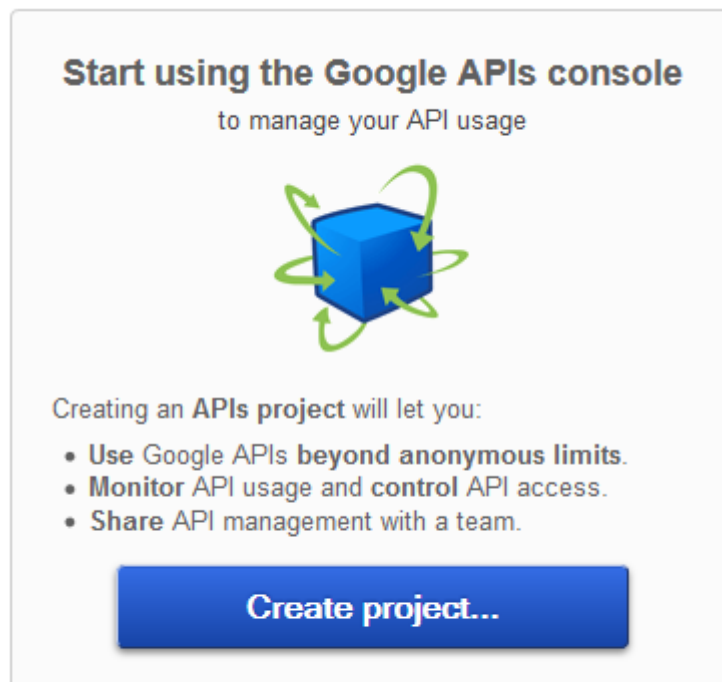 Start using the Google APIs console
to manage your API usage
Creating an APIs project will let you:
• Use Google APIs beyond anonymous limits.
• Monitor API usage and control API access.
• Share API management with a team.
Create project...